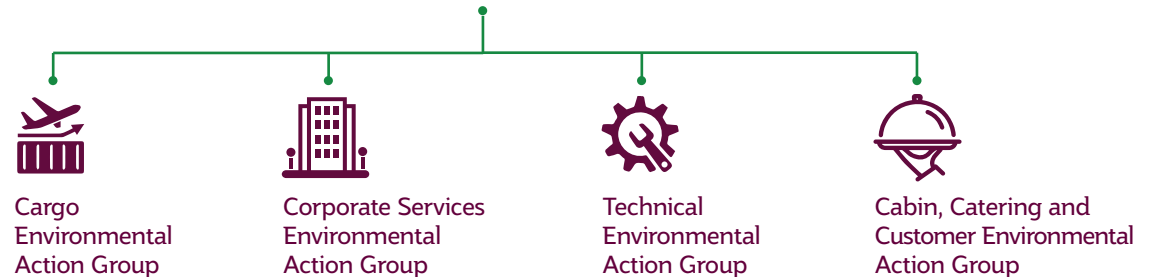 Cargo
Environmental
Action Group
Corporate Services
Environmental
Action Group
Technical
Environmental
Action Group
Cabin, Catering and
Customer Environmental
Action Group